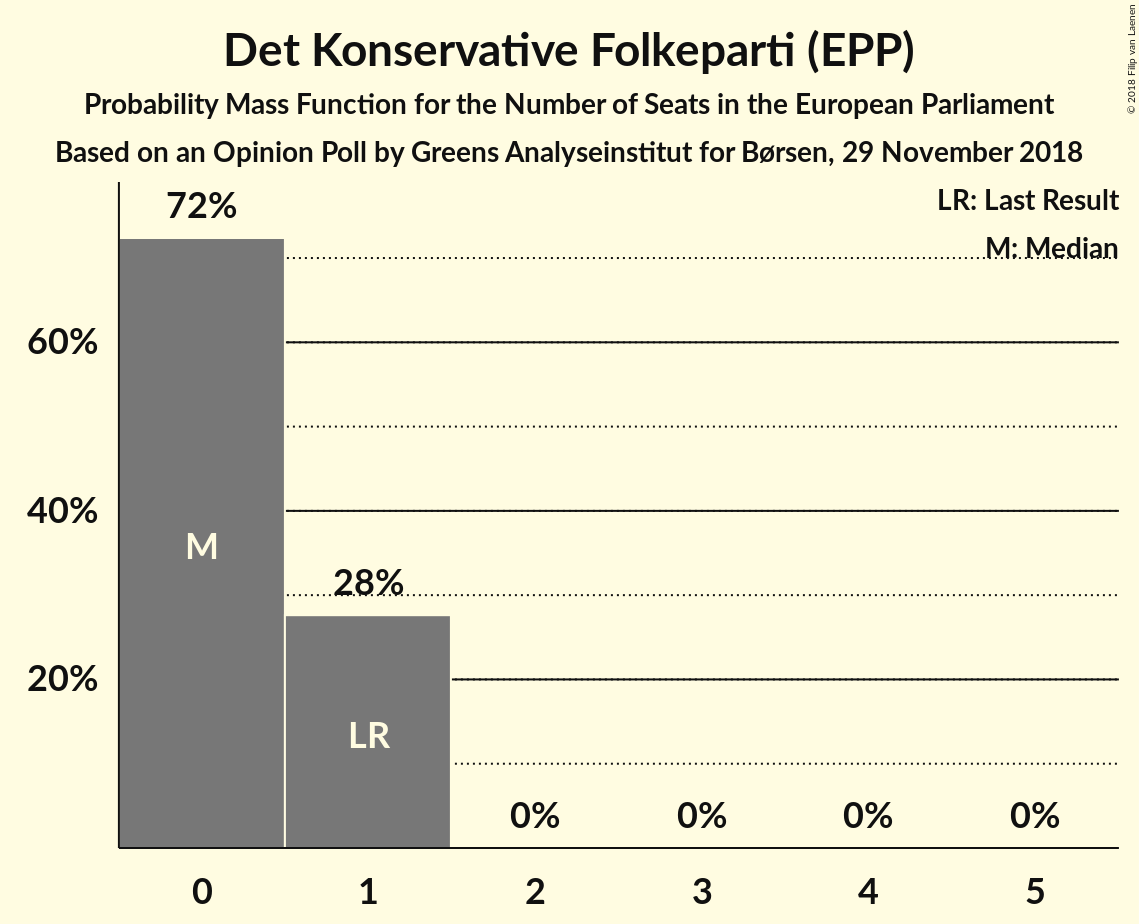 Det Konservative Folkeparti (EPP)
Probability Mass Function for the Number of Seats in the European Parliament
Based on an Opinion Poll by Greens Analyseinstitut for Børsen, 29 November 2018
© 2018 Filip van Laenen
LR: Last Result
M: Median
72%
60%
40%
20%
M
28%
LR
0%
0%
0%
0%
0
1
2
3
4
5